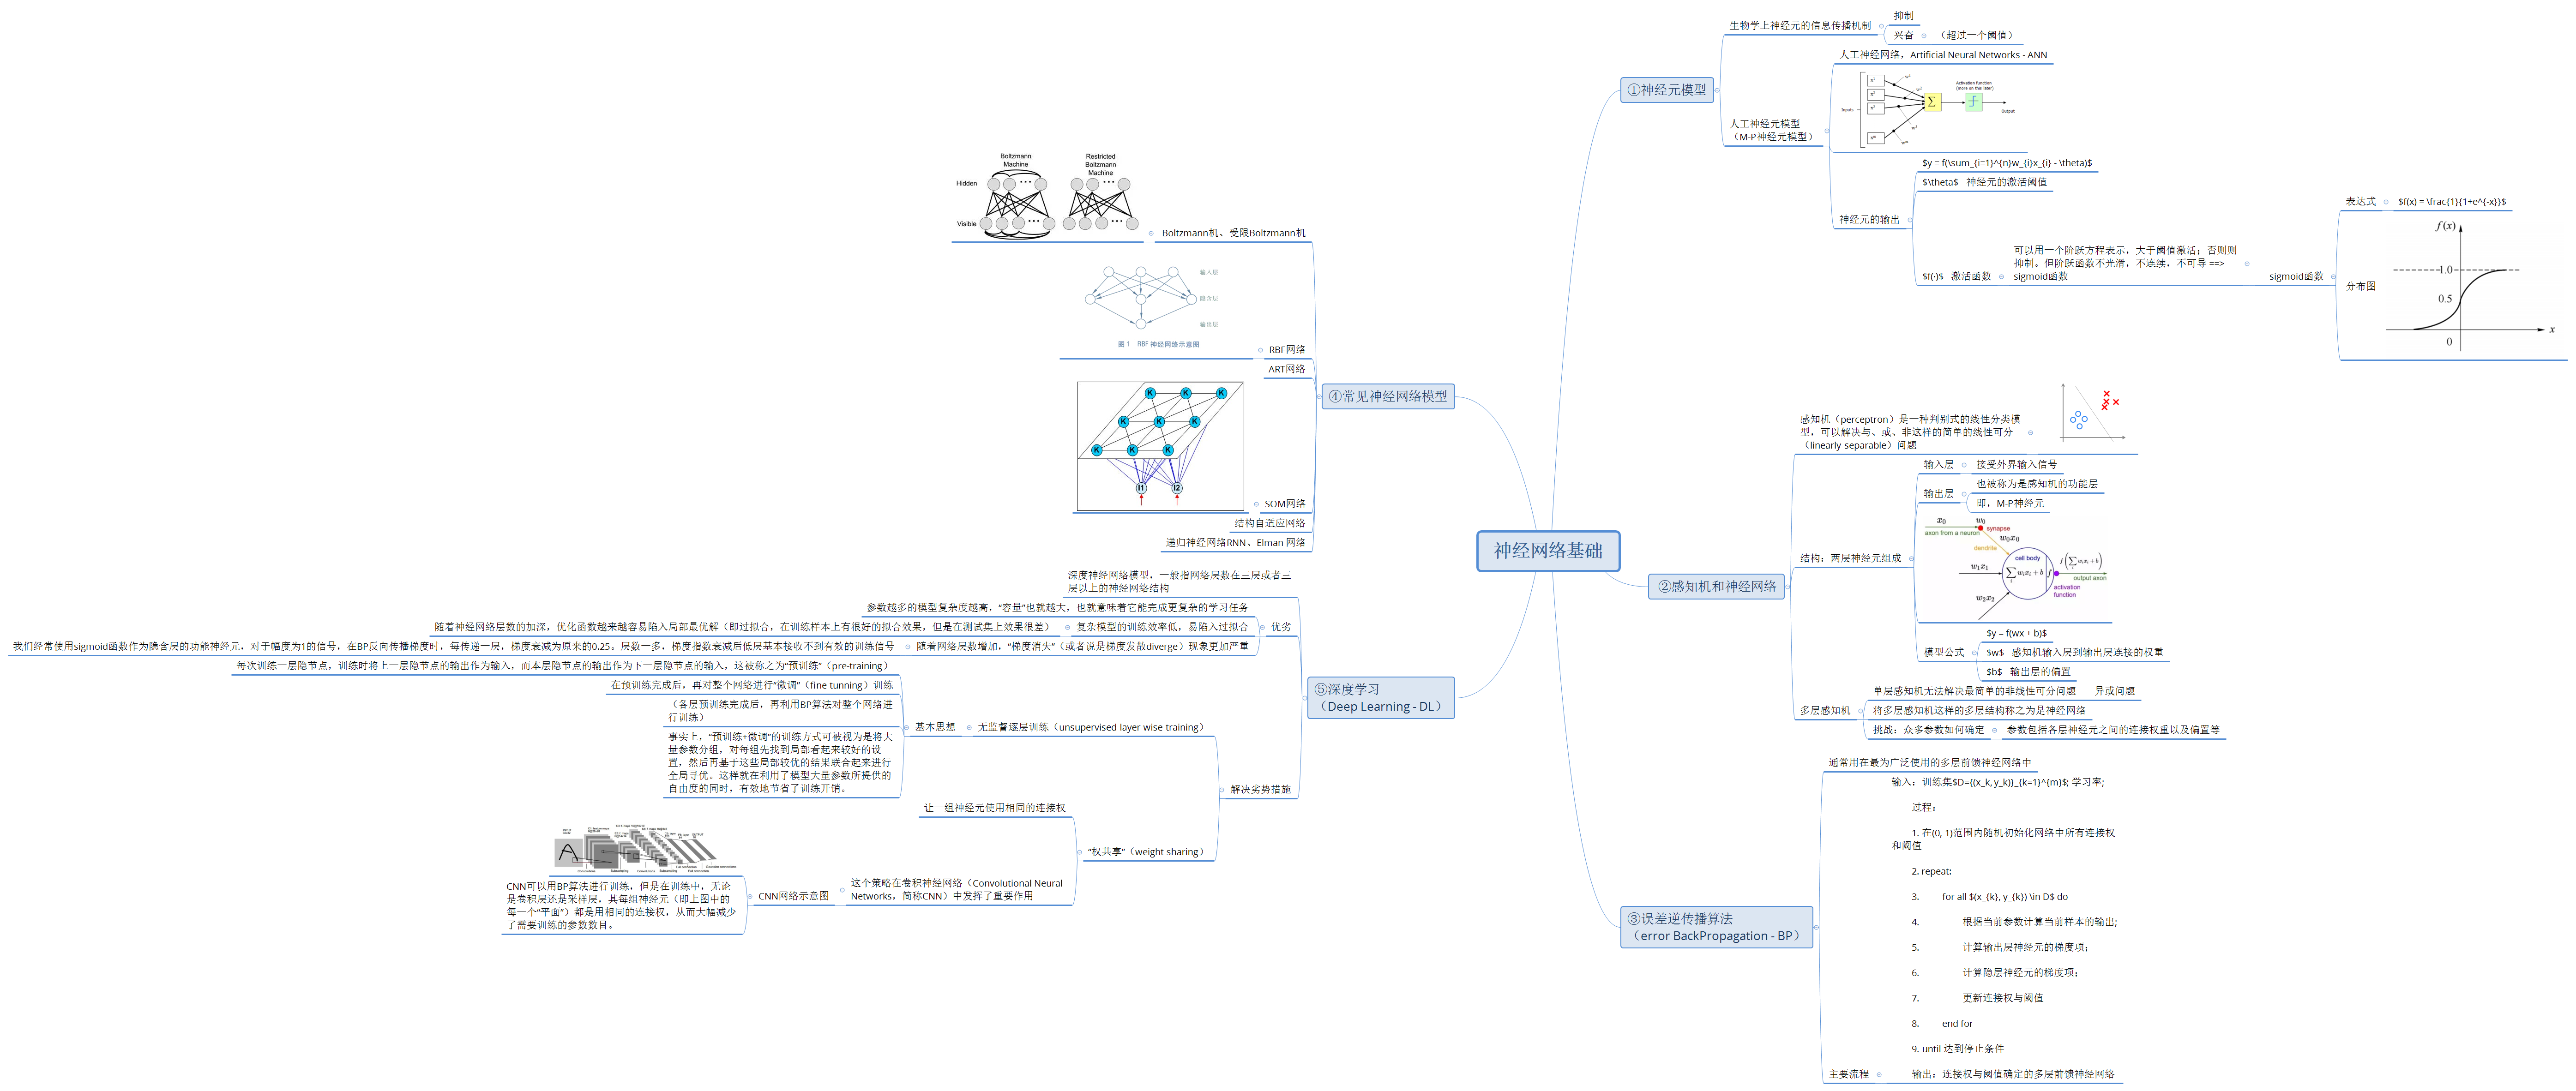 神经网络基础
①神经元模型
生物学上神经元的信息传播机制
抑制
兴奋
（超过一个阈值）
人工神经元模型
（M-P神经元模型）
人工神经网络，Artificial Neural Networks - ANN
Inputs
Activation function
(more on this later)
Σ
Output
神经元的输出
$y = f(\sum_{i=1}^{n}w_{i}x_{i} - \theta)$
$\theta$ 神经元的激活阈值
$f(·)$ 激活函数
可以用一个阶跃方程表示，大于阈值激活；否则则
抑制。但阶跃函数不光滑，不连续，不可导 ==>
sigmoid函数
sigmoid函数
表达式
$f(x) = \frac{1}{1+e^{-x}}$
分布图
f (x)
1.0
0.5
0
x
②感知机和神经网络
感知机（perceptron）是一种判别式的线性分类模
型，可以解决与、或、非这样的简单的线性可分
（linearly separable）问题
结构：两层神经元组成
输入层
接受外界输入信号
输出层
也被称为是感知机的功能层
即，M-P神经元
x0
w0
synapse
axon from a neuron
w0x0
dendrite
cell body
f(∑ wixi + b)
i
w1x1
∑ wixi + b
i
f
output axon
activation
function
w2x2
模型公式
$y = f(wx + b)$
$w$ 感知机输入层到输出层连接的权重
$b$ 输出层的偏置
多层感知机
单层感知机无法解决最简单的非线性可分问题——异或问题
将多层感知机这样的多层结构称之为是神经网络
挑战：众多参数如何确定
参数包括各层神经元之间的连接权重以及偏置等
③误差逆传播算法
（error BackPropagation - BP）
通常用在最为广泛使用的多层前馈神经网络中
主要流程
输入：训练集$D={(x_k, y_k)}_{k=1}^{m}$; 学习率;
过程：
1. 在(0, 1)范围内随机初始化网络中所有连接权
和阈值
2. repeat:
3. for all $(x_{k}, y_{k}) \in D$ do
4. 根据当前参数计算当前样本的输出;
5. 计算输出层神经元的梯度项；
6. 计算隐层神经元的梯度项；
7. 更新连接权与阈值
8. end for
9. until 达到停止条件
输出：连接权与阈值确定的多层前馈神经网络
④常见神经网络模型
Boltzmann机、受限Boltzmann机
Boltzmann
Machine
Restricted
Boltzmann
Machine
Hidden
Visible
RBF网络
输入层
隐含层
输出层
图 1 RBF 神经网络示意图
ART网络
SOM网络
K K K
K K K
K K K
I1 I2
结构自适应网络
递归神经网络RNN、Elman 网络
⑤深度学习
（Deep Learning - DL）
深度神经网络模型，一般指网络层数在三层或者三
层以上的神经网络结构
优劣
参数越多的模型复杂度越高，“容量”也就越大，也就意味着它能完成更复杂的学习任务
复杂模型的训练效率低，易陷入过拟合
随着神经网络层数的加深，优化函数越来越容易陷入局部最优解（即过拟合，在训练样本上有很好的拟合效果，但是在测试集上效果很差）
随着网络层数增加，“梯度消失”（或者说是梯度发散diverge）现象更加严重
我们经常使用sigmoid函数作为隐含层的功能神经元，对于幅度为1的信号，在BP反向传播梯度时，每传递一层，梯度衰减为原来的0.25。层数一多，梯度指数衰减后低层基本接收不到有效的训练信号
解决劣势措施
无监督逐层训练（unsupervised layer-wise training）
基本思想
每次训练一层隐节点，训练时将上一层隐节点的输出作为输入，而本层隐节点的输出作为下一层隐节点的输入，这被称之为“预训练”（pre-training）
在预训练完成后，再对整个网络进行“微调”（fine-tunning）训练
（各层预训练完成后，再利用BP算法对整个网络进
行训练）
事实上，“预训练+微调”的训练方式可被视为是将大
量参数分组，对每组先找到局部看起来较好的设
置，然后再基于这些局部较优的结果联合起来进行
全局寻优。这样就在利用了模型大量参数所提供的
自由度的同时，有效地节省了训练开销。
“权共享”（weight sharing）
让一组神经元使用相同的连接权
这个策略在卷积神经网络（Convolutional Neural
Networks，简称CNN）中发挥了重要作用
CNN网络示意图
Convolutions
Subsampling
Convolutions
Subsampling
Full connection
Full connection
Gaussian connections
CNN可以用BP算法进行训练，但是在训练中，无论
是卷积层还是采样层，其每组神经元（即上图中的
每一个“平面”）都是用相同的连接权，从而大幅减少
了需要训练的参数数目。